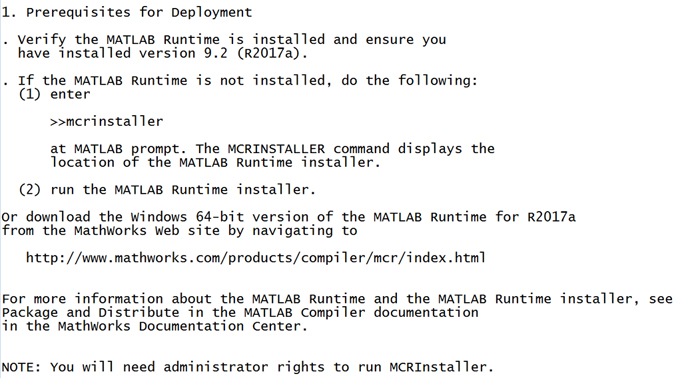 1. Prerequisites for Deployment
. Verify the MATLAB Runtime is installed and ensure you
have installed version 9.2 (R2017a).
. If the MATLAB Runtime is not installed, do the following:
(1) enter
>>mcrinstaller
at MATLAB prompt. The MCRINSTALLER command displays the
location of the MATLAB Runtime installer.
(2) run the MATLAB Runtime installer.
Or download the Windows 64-bit version of the MATLAB Runtime for R2017a
from the MathWorks Web site by navigating to
http://www.mathworks.com/products/compiler/mcr/index.html
For more information about the MATLAB Runtime and the MATLAB Runtime installer, see
Package and Distribute in the MATLAB Compiler documentation
in the MathWorks Documentation Center.
NOTE: You will need administrator rights to run MCRInstaller.